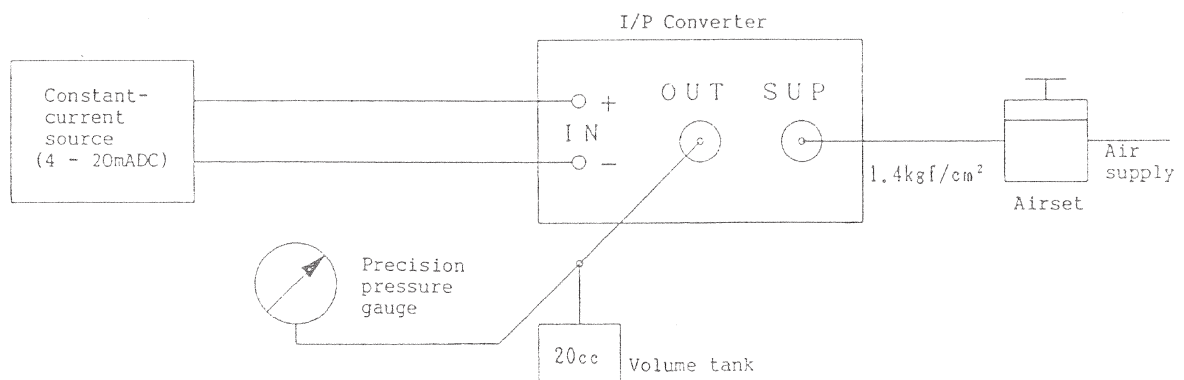 I/P Converter
Constant-
current
source
(4 - 20mADC)
+
IN
-
OUT
SUP
1.4kgf/cm²
Air
supply
Airset
Precision
pressure
gauge
20cc
Volume tank